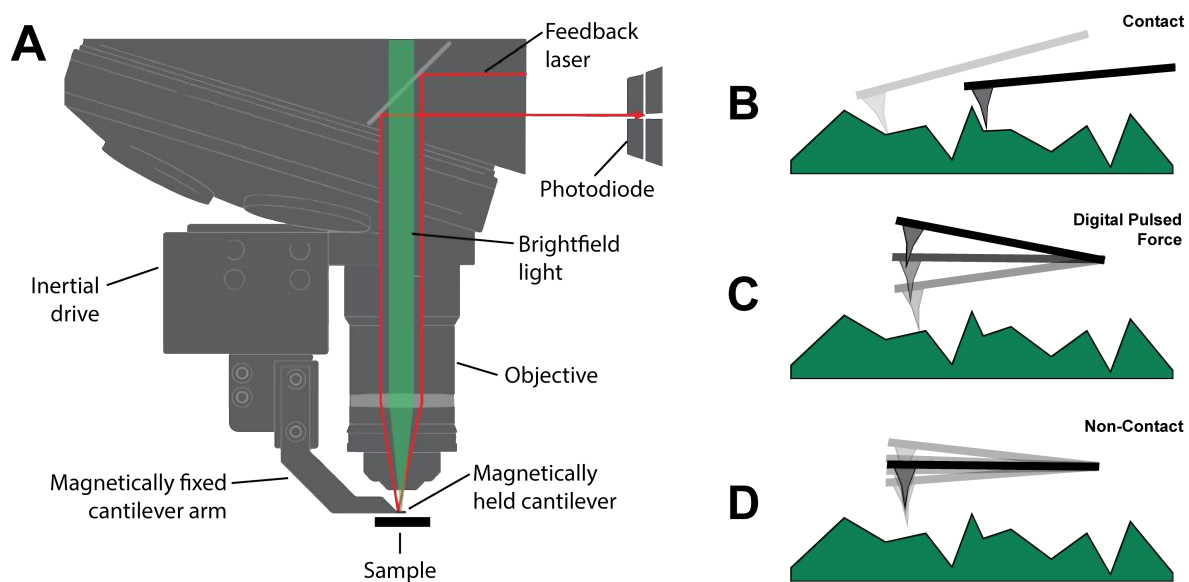 A
Feedback
laser
Photodiode
Brightfield
light
Inertial
drive
Objective
Magnetically fixed
cantilever arm
Magnetically
held cantilever
Sample
B
Contact
C
Digital Pulsed
Force
D
Non-Contact